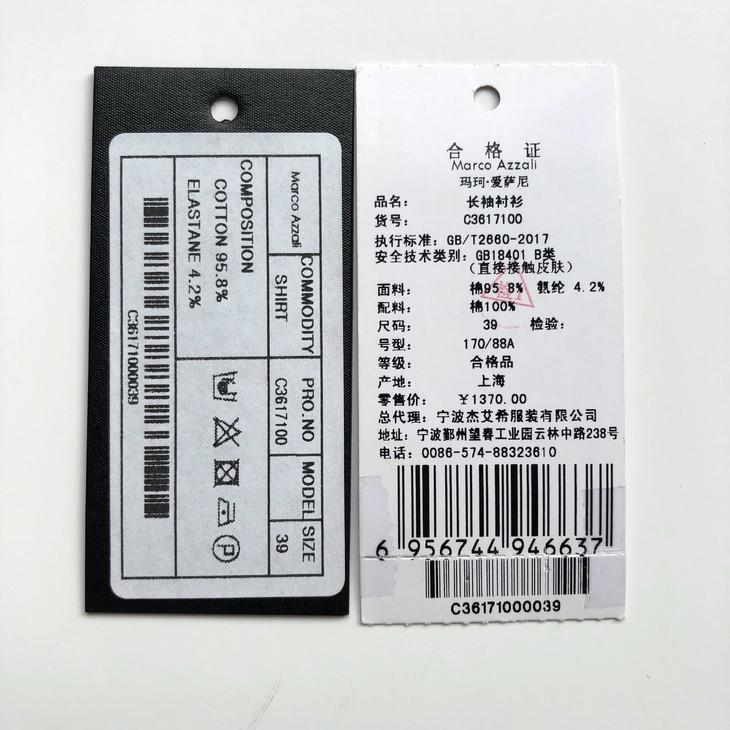 Marco Azzali
COMMODITY
SHIRT
PRO.NO
C3617100
MODEL SIZE
39
COMPOSITION
COTTON 95.8%
ELASTANE 4.2%
P
C36171000039
合格证
Marco Azzali
玛珂·爱萨尼
品名: 长袖衬衫
货号: C3617100
执行标准: GB/T2660-2017
安全技术类别: GB18401 B类
(直接接触皮肤)
面料: 棉95.8% 氨纶 4.2%
配料: 棉100%
尺码: 39 检验:
号型: 170/88A
等级: 合格品
产地: 上海
零售价: ¥1370.00
总代理: 宁波杰艾希服装有限公司
地址: 宁波鄞州望春工业园云林中路238号
电话: 0086-574-88323610
6 956744 946637
C36171000039